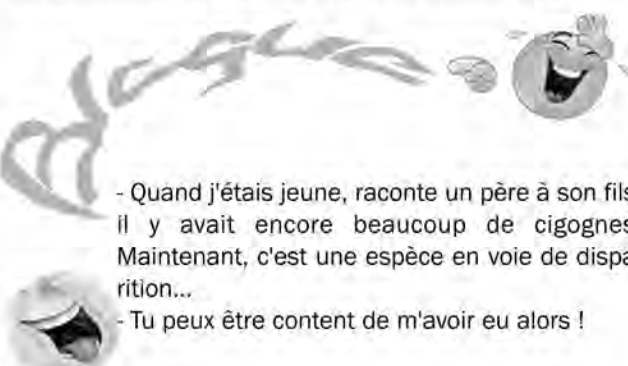 Blague
- Quand j'étais jeune, raconte un père à son fils
il y avait encore beaucoup de cigognes
Maintenant, c'est une espèce en voie de dispa
rition...
- Tu peux être content de m'avoir eu alors !